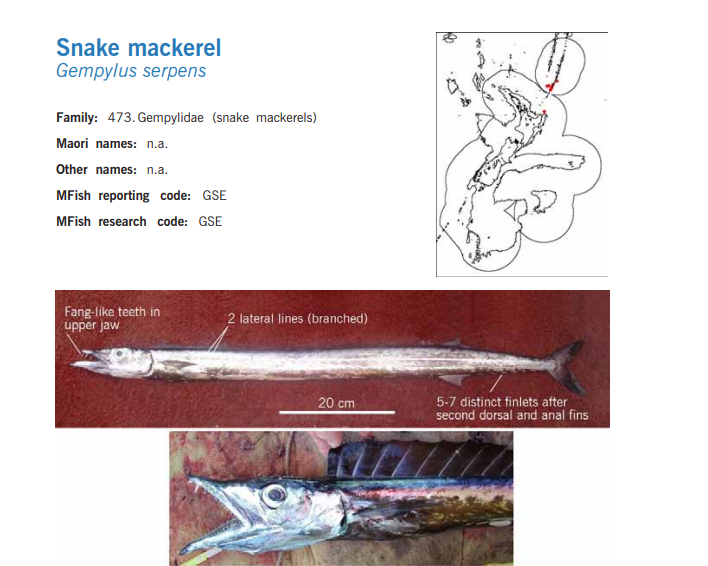 Snake mackerel
Gempylus serpens
Family: 473. Gempylidae (snake mackerels)
Maori names: n.a.
Other names: n.a.
MFish reporting code: GSE
MFish research code: GSE
Fang-like teeth in
upper jaw
2 lateral lines (branched)
20 cm
5-7 distinct finlets after
second dorsal and anal fins